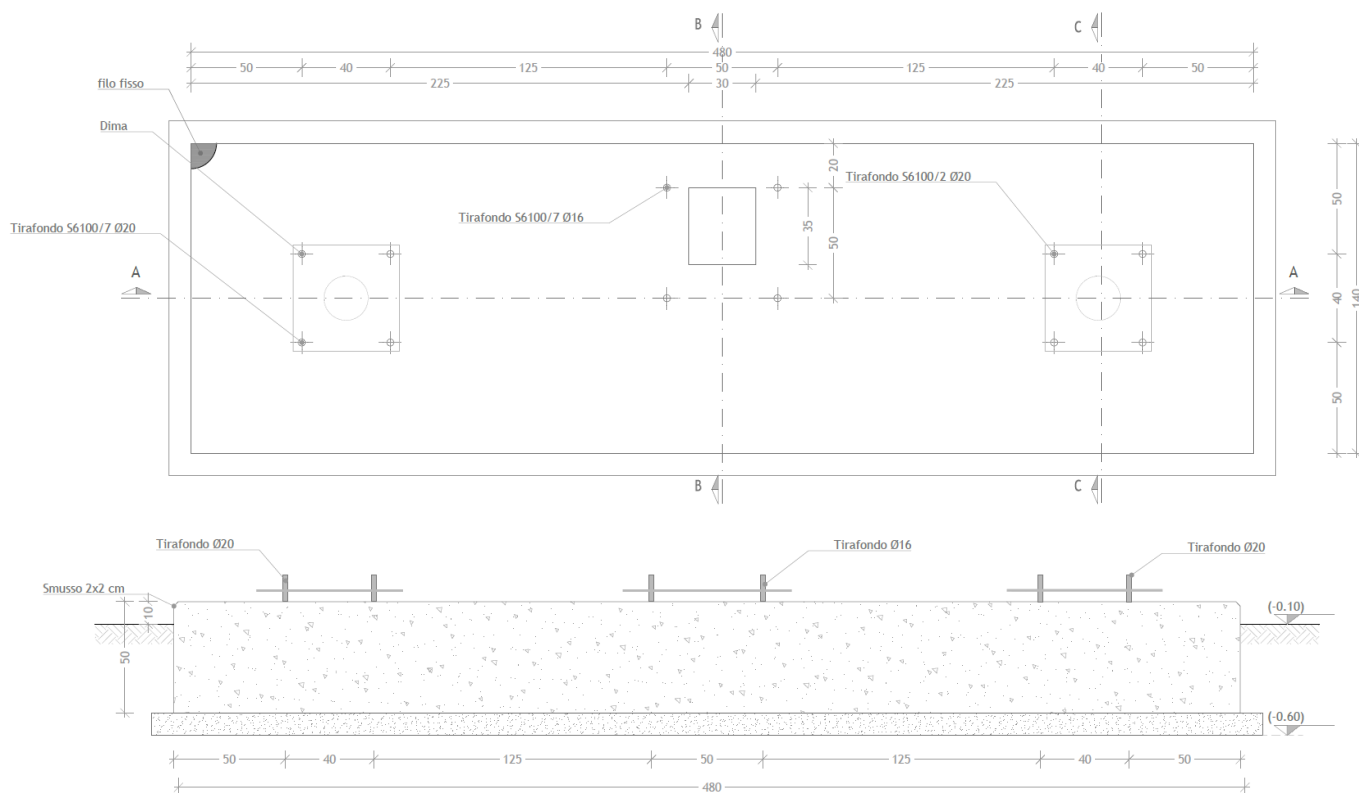 B
C
480
50
40
125
50
125
40
50
225
30
225
filo fisso
Dima
20
Tirafondo S6100/2 Ø20
50
Tirafondo S6100/7 Ø16
35
50
Tirafondo S6100/7 Ø20
A
A
40
140
50
B
C
Tirafondo Ø20
Tirafondo Ø16
Tirafondo Ø20
Smusso 2x2 cm
10
(-0.10)
50
(-0.60)
50
40
125
50
125
40
50
480